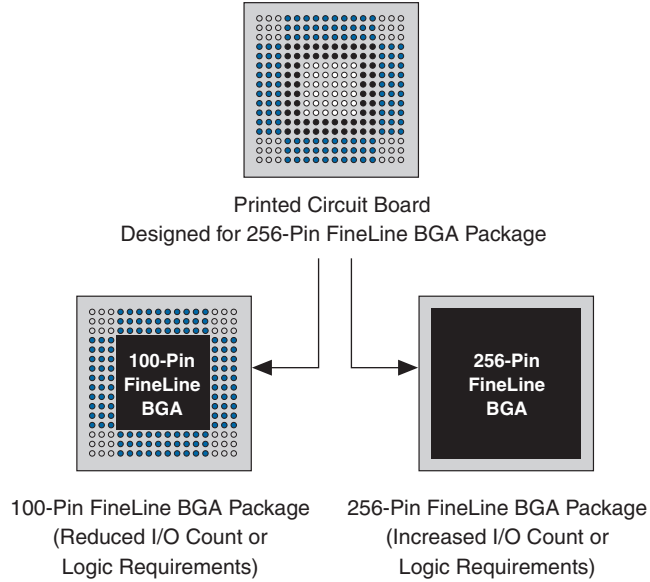 Printed Circuit Board
Designed for 256-Pin FineLine BGA Package
100-Pin
FineLine
BGA
256-Pin
FineLine
BGA
100-Pin FineLine BGA Package
(Reduced I/O Count or
Logic Requirements)
256-Pin FineLine BGA Package
(Increased I/O Count or
Logic Requirements)